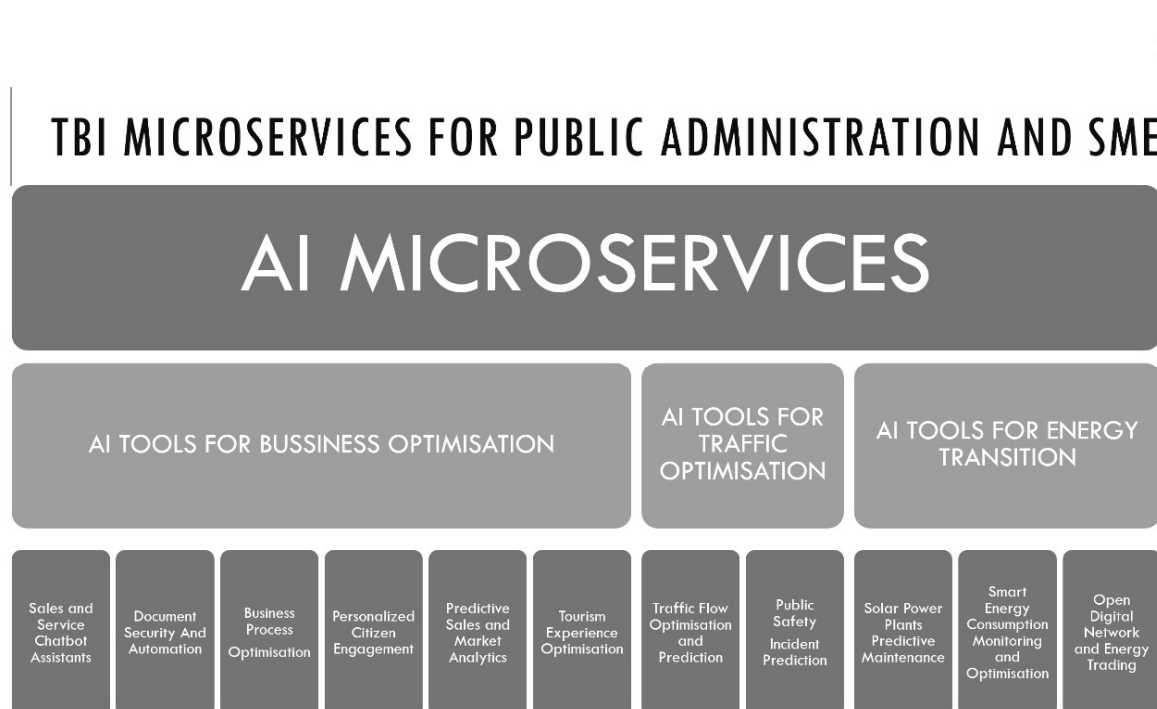 TBI MICROSERVICES FOR PUBLIC ADMINISTRATION AND SME
AI MICROSERVICES
AI TOOLS FOR BUSSINESS OPTIMISATION
AI TOOLS FOR
TRAFFIC
OPTIMISATION
AI TOOLS FOR ENERGY
TRANSITION
Sales and
Service
Chatbot
Assistants
Document
Security And
Automation
Business
Process
Optimisation
Personalized
Citizen
Engagement
Predictive
Sales and
Market
Analytics
Tourism
Experience
Optimisation
Traffic Flow
Optimisation
and
Prediction
Public
Safety
Incident
Prediction
Solar Power
Plants
Predictive
Maintenance
Smart
Energy
Consumption
Monitoring
and
Optimisation
Open
Digital
Network
and Energy
Trading